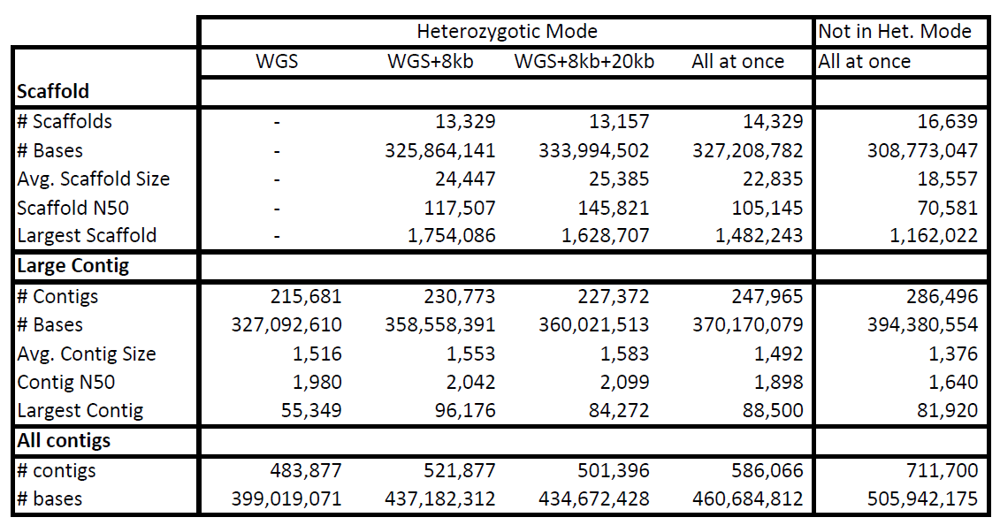 Heterozygotic Mode Not in Het. Mode
WGS WGS+8kb WGS+8kb+20kb All at once All at once
Scaffold
# Scaffolds - 13,329 13,157 14,329 16,639
# Bases - 325,864,141 333,994,502 327,208,782 308,773,047
Avg. Scaffold Size - 24,447 25,385 22,835 18,557
Scaffold N50 - 117,507 145,821 105,145 70,581
Largest Scaffold - 1,754,086 1,628,707 1,482,243 1,162,022
Large Contig
# Contigs 215,681 230,773 227,372 247,965 286,496
# Bases 327,092,610 358,558,391 360,021,513 370,170,079 394,380,554
Avg. Contig Size 1,516 1,553 1,583 1,492 1,376
Contig N50 1,980 2,042 2,099 1,898 1,640
Largest Contig 55,349 96,176 84,272 88,500 81,920
All contigs
# contigs 483,877 521,877 501,396 586,066 711,700
# bases 399,019,071 437,182,312 434,672,428 460,684,812 505,942,175